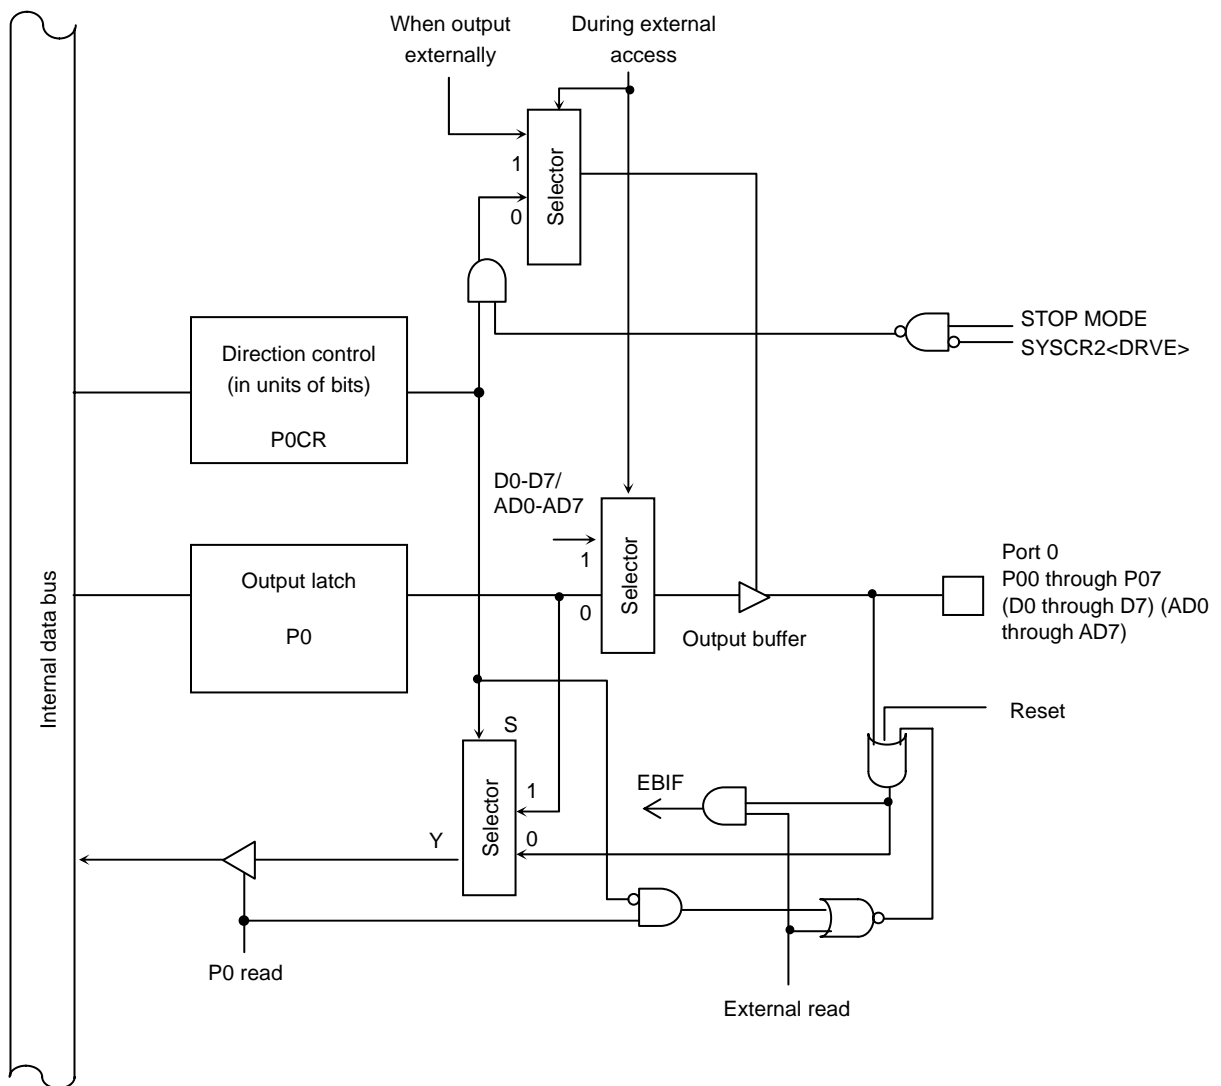 When output
externally
During external
access
1
Selector
0
STOP MODE
SYSCR2<DRVE>
Direction control
(in units of bits)
P0CR
D0-D7/
AD0-AD7
1
Selector
0
Output latch
P0
Output buffer
Port 0
P00 through P07
(D0 through D7) (AD0
through AD7)
Internal data bus
Reset
S
EBIF
1
Selector
0
Y
P0 read
External read